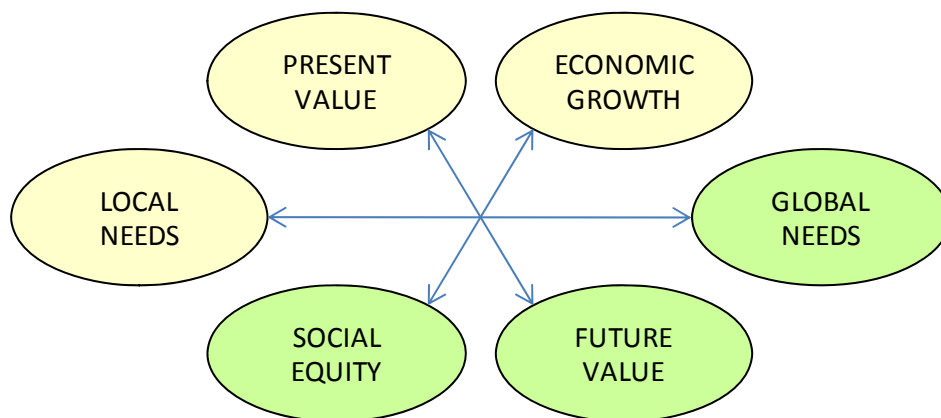 PRESENT
VALUE
ECONOMIC
GROWTH
LOCAL
NEEDS
GLOBAL
NEEDS
SOCIAL
EQUITY
FUTURE
VALUE